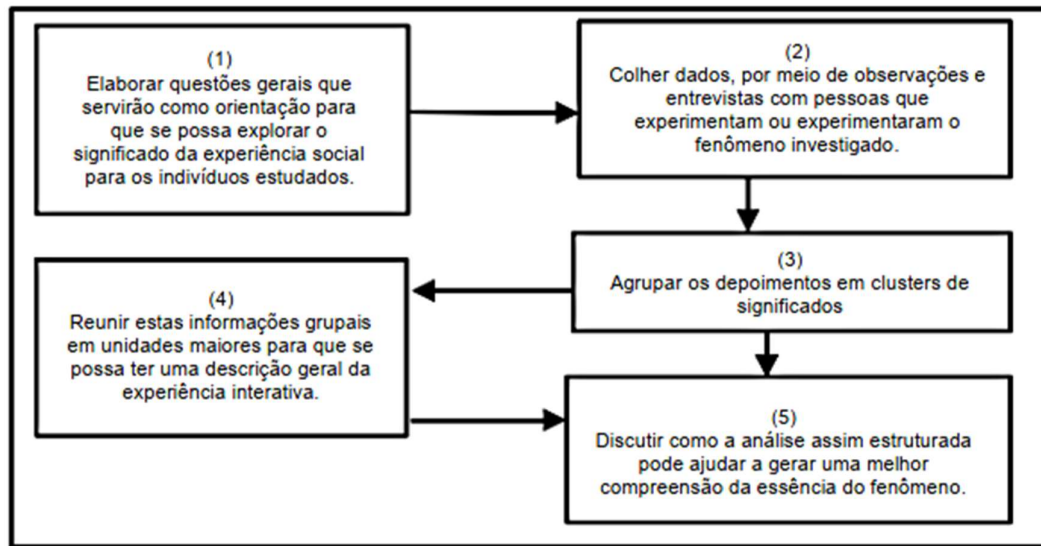 (1)
Elaborar questões gerais que
servirão como orientação para
que se possa explorar o
significado da experiência social
para os indivíduos estudados.
(2)
Colher dados, por meio de observações e
entrevistas com pessoas que
experimentam ou experimentaram o
fenômeno investigado.
(3)
Agrupar os depoimentos em clusters de
significados
(4)
Reunir estas informações grupais
em unidades maiores para que se
possa ter uma descrição geral da
experiência interativa.
(5)
Discutir como a análise assim estruturada
pode ajudar a gerar uma melhor
compreensão da essência do fenômeno.